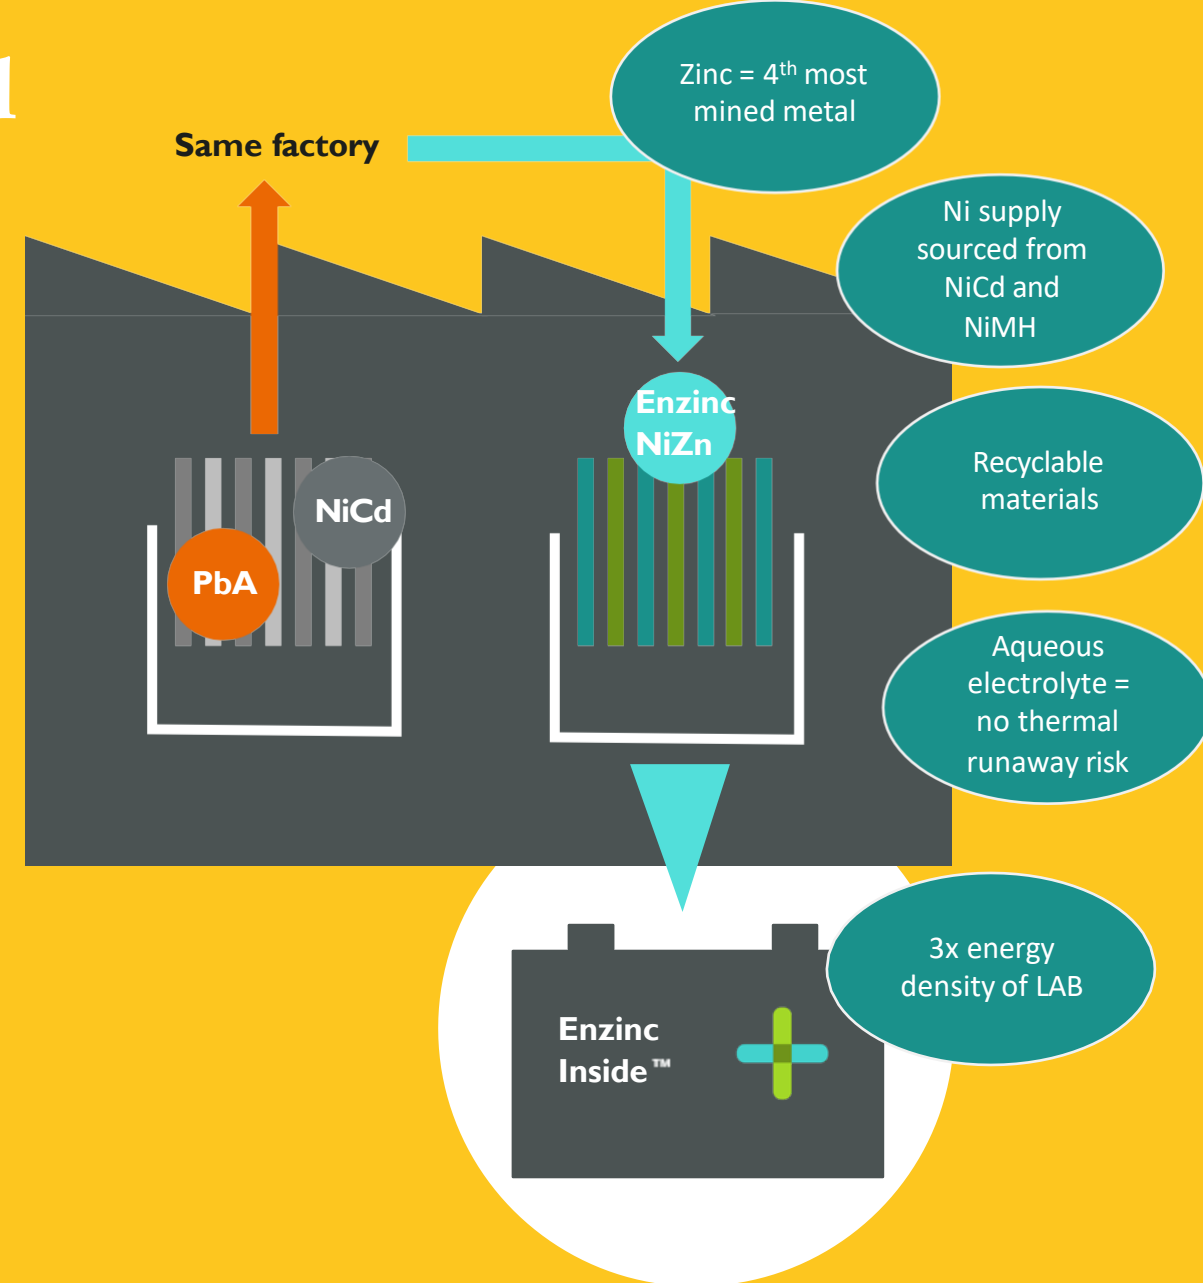 Zinc = 4th most
mined metal
Same factory
Ni supply
sourced from
NiCd and
NiMH
Enzinc
NiZn
Recyclable
materials
NiCd
PbA
Aqueous
electrolyte =
no thermal
runaway risk
3x energy
density of LAB
Enzinc
Inside™